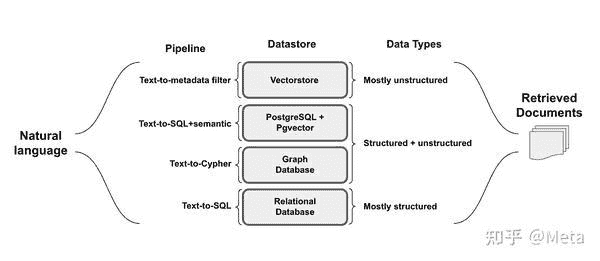 Pipeline
Datastore
Data Types
Text-to-metadata filter
Vectorstore
Mostly unstructured
Text-to-SQL+semantic
PostgreSQL +
Pgvector
Text-to-Cypher
Graph
Database
Structured + unstructured
Text-to-SQL
Relational
Database
Mostly structured
Natural
language
Retrieved
Documents
知乎 @Meta